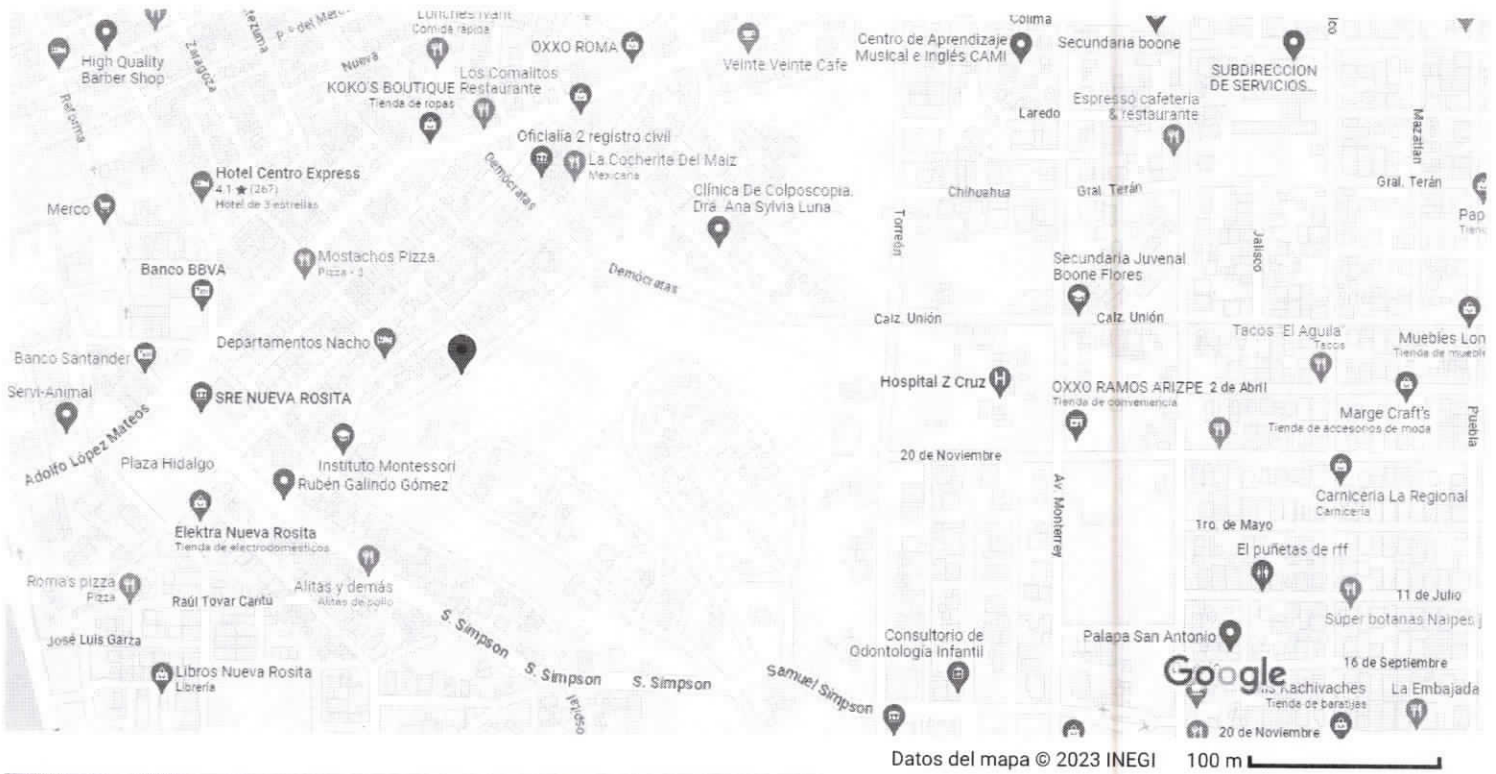 Lonches Ivant
Comida rápida
High Quality
Barber Shop
Zaragoza
Nueva
Reforma
OXXO ROMA
Veinte Veinte Cafe
Los Comalitos
Restaurante
KOKO'S BOUTIQUE
Tienda de ropas
Oficialía 2 registro civil
La Cocherita Del Maiz
Mexicana
Demócratas
Hotel Centro Express
4.1 ★ (267)
Hotel de 3 estrellas
Merco
Clínica De Colposcopia.
Dra. Ana Sylvia Luna
Mostachos Pizza.
Banco BBVA
Demócratas
Departamentos Nacho
Banco Santander
Servi-Animal
SRE NUEVA ROSITA
Adolfo López Mateos
Plaza Hidalgo
Instituto Montessori
Rubén Galindo Gómez
Elektra Nueva Rosita
Tienda de electrodomésticos
Alitas y demás
Alitas de pollo
Roma's pizza
Pizza
Raúl Tovar Cantú
José Luis Garza
Libros Nueva Rosita
Librería
S. Simpson
S. Simpson
S. Simpson
Samuel Simpson
Colima
Centro de Aprendizaje
Musical e Inglés CAMI
Secundaria boone
SUBDIRECCION
DE SERVICIOS...
Espresso cafeteria
& restaurante
Laredo
Mazatlan
Chihuahua
Gral. Terán
Gral. Terán
Torreón
Jalisco
Secundaria Juvenal
Boone Flores
Calz. Unión
Calz. Unión
Tacos "El Aguila"
Tacos
Hospital Z Cruz
OXXO RAMOS ARIZPE
Tienda de conveniencia
2 de Abril
Marge Craft's
Tienda de accesorios de moda
Puebla
20 de Noviembre
Av. Monterrey
Carniceria La Regional
Carnicería
1ro. de Mayo
El puñetas de rff
11 de Julio
Super botanas Naipes
Consultorio de
Odontología Infantil
Palapa San Antonio
Google
16 de Septiembre
Kachivaches
Tienda de baratijas
La Embajada
20 de Noviembre
Datos del mapa © 2023 INEGI
100 m